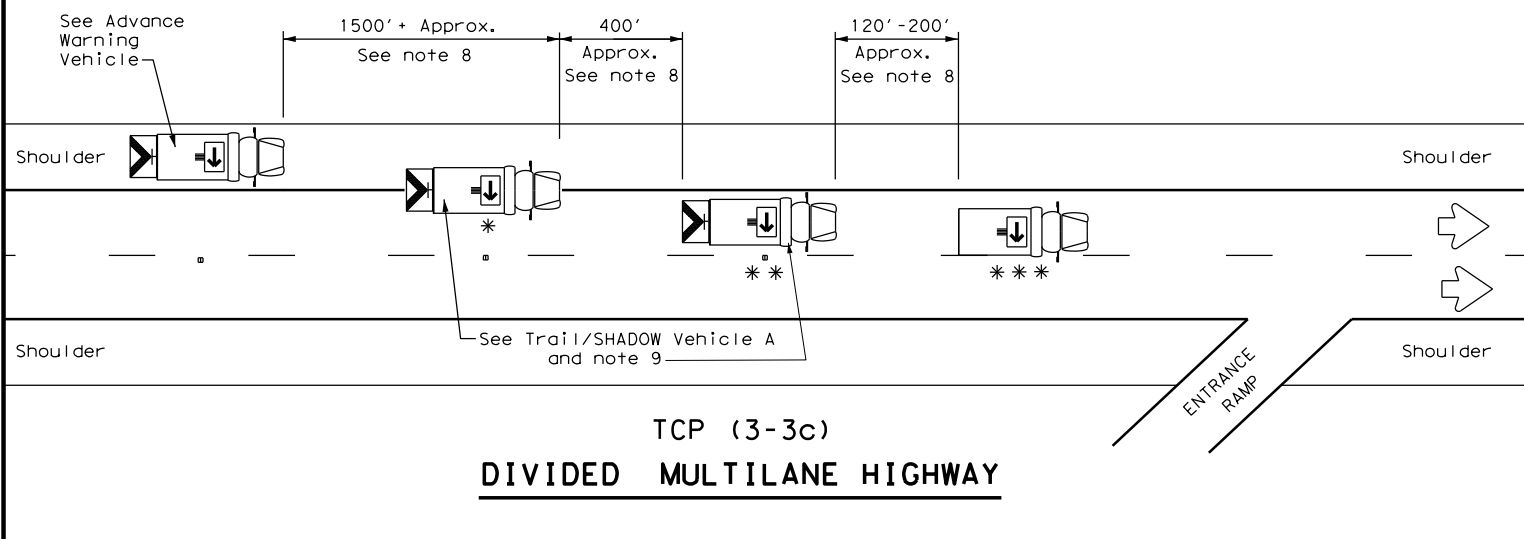 See Advance
Warning
Vehicle
1500'+ Approx.
See note 8
400'
Approx.
See note 8
120'-200'
Approx.
See note 8
Shoulder
Shoulder
*
* *
* * *
See Trail/SHADOW Vehicle A
and note 9
Shoulder
Shoulder
ENTRANCE
RAMP
TCP (3-3c)
DIVIDED MULTILANE HIGHWAY